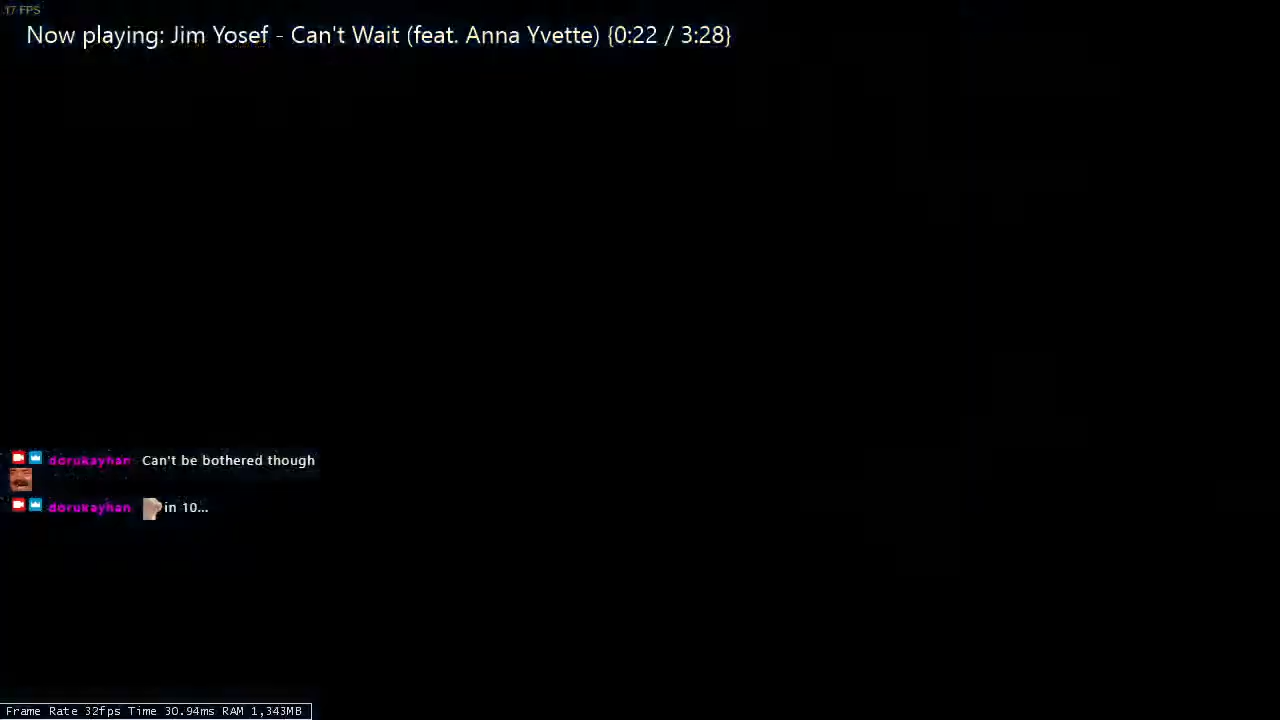 17 FPS
Now playing: Jim Yosef - Can't Wait (feat. Anna Yvette) {0:22 / 3:28}
dorukayhan Can't be bothered though
dorukayhan in 10...
Frame Rate 32fps Time 30.94ms RAM 1,343MB